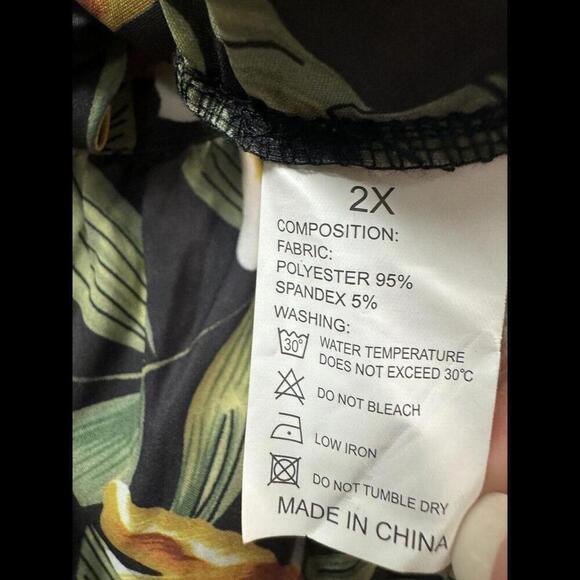 2X
COMPOSITION:
FABRIC:
POLYESTER 95%
SPANDEX 5%
WASHING:
30°
WATER TEMPERATURE
DOES NOT EXCEED 30℃
DO NOT BLEACH
LOW IRON
DO NOT TUMBLE DRY
MADE IN CHINA